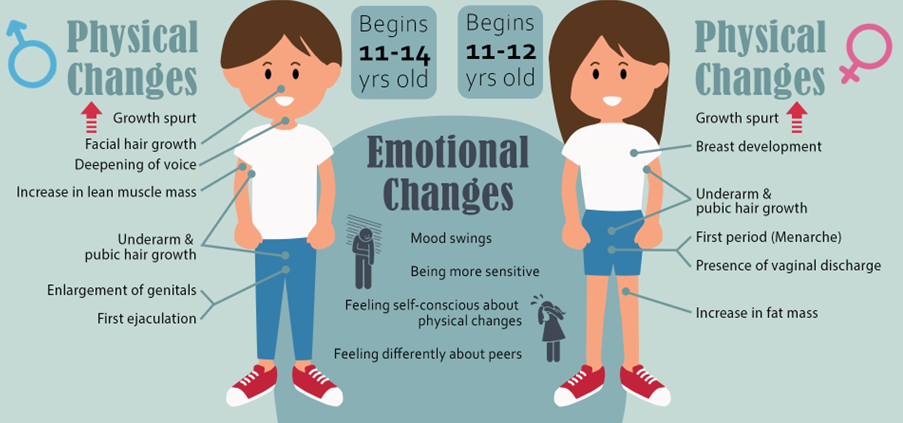 Physical
Changes
Growth spurt
Facial hair growth
Deepening of voice
Increase in lean muscle mass
Underarm &
pubic hair growth
Enlargement of genitals
First ejaculation
Begins
11-14
yrs old
Begins
11-12
yrs old
Emotional
Changes
Mood swings
Being more sensitive
Feeling self-conscious about
physical changes
Feeling differently about peers
Physical
Changes
Growth spurt
Breast development
Underarm &
pubic hair growth
First period (Menarche)
Presence of vaginal discharge
Increase in fat mass